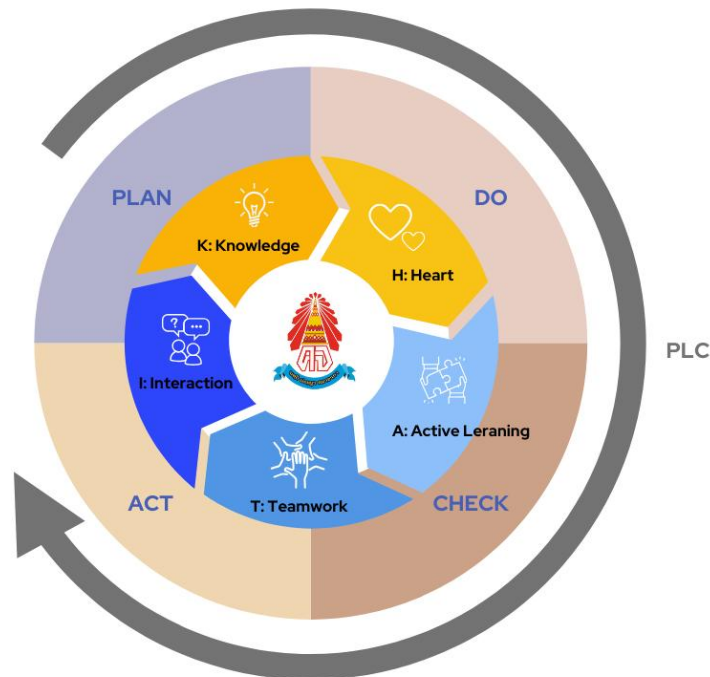 PLAN
DO
K: Knowledge
H: Heart
PLC
I: Interaction
A: Active Leraning
T: Teamwork
ACT
CHECK